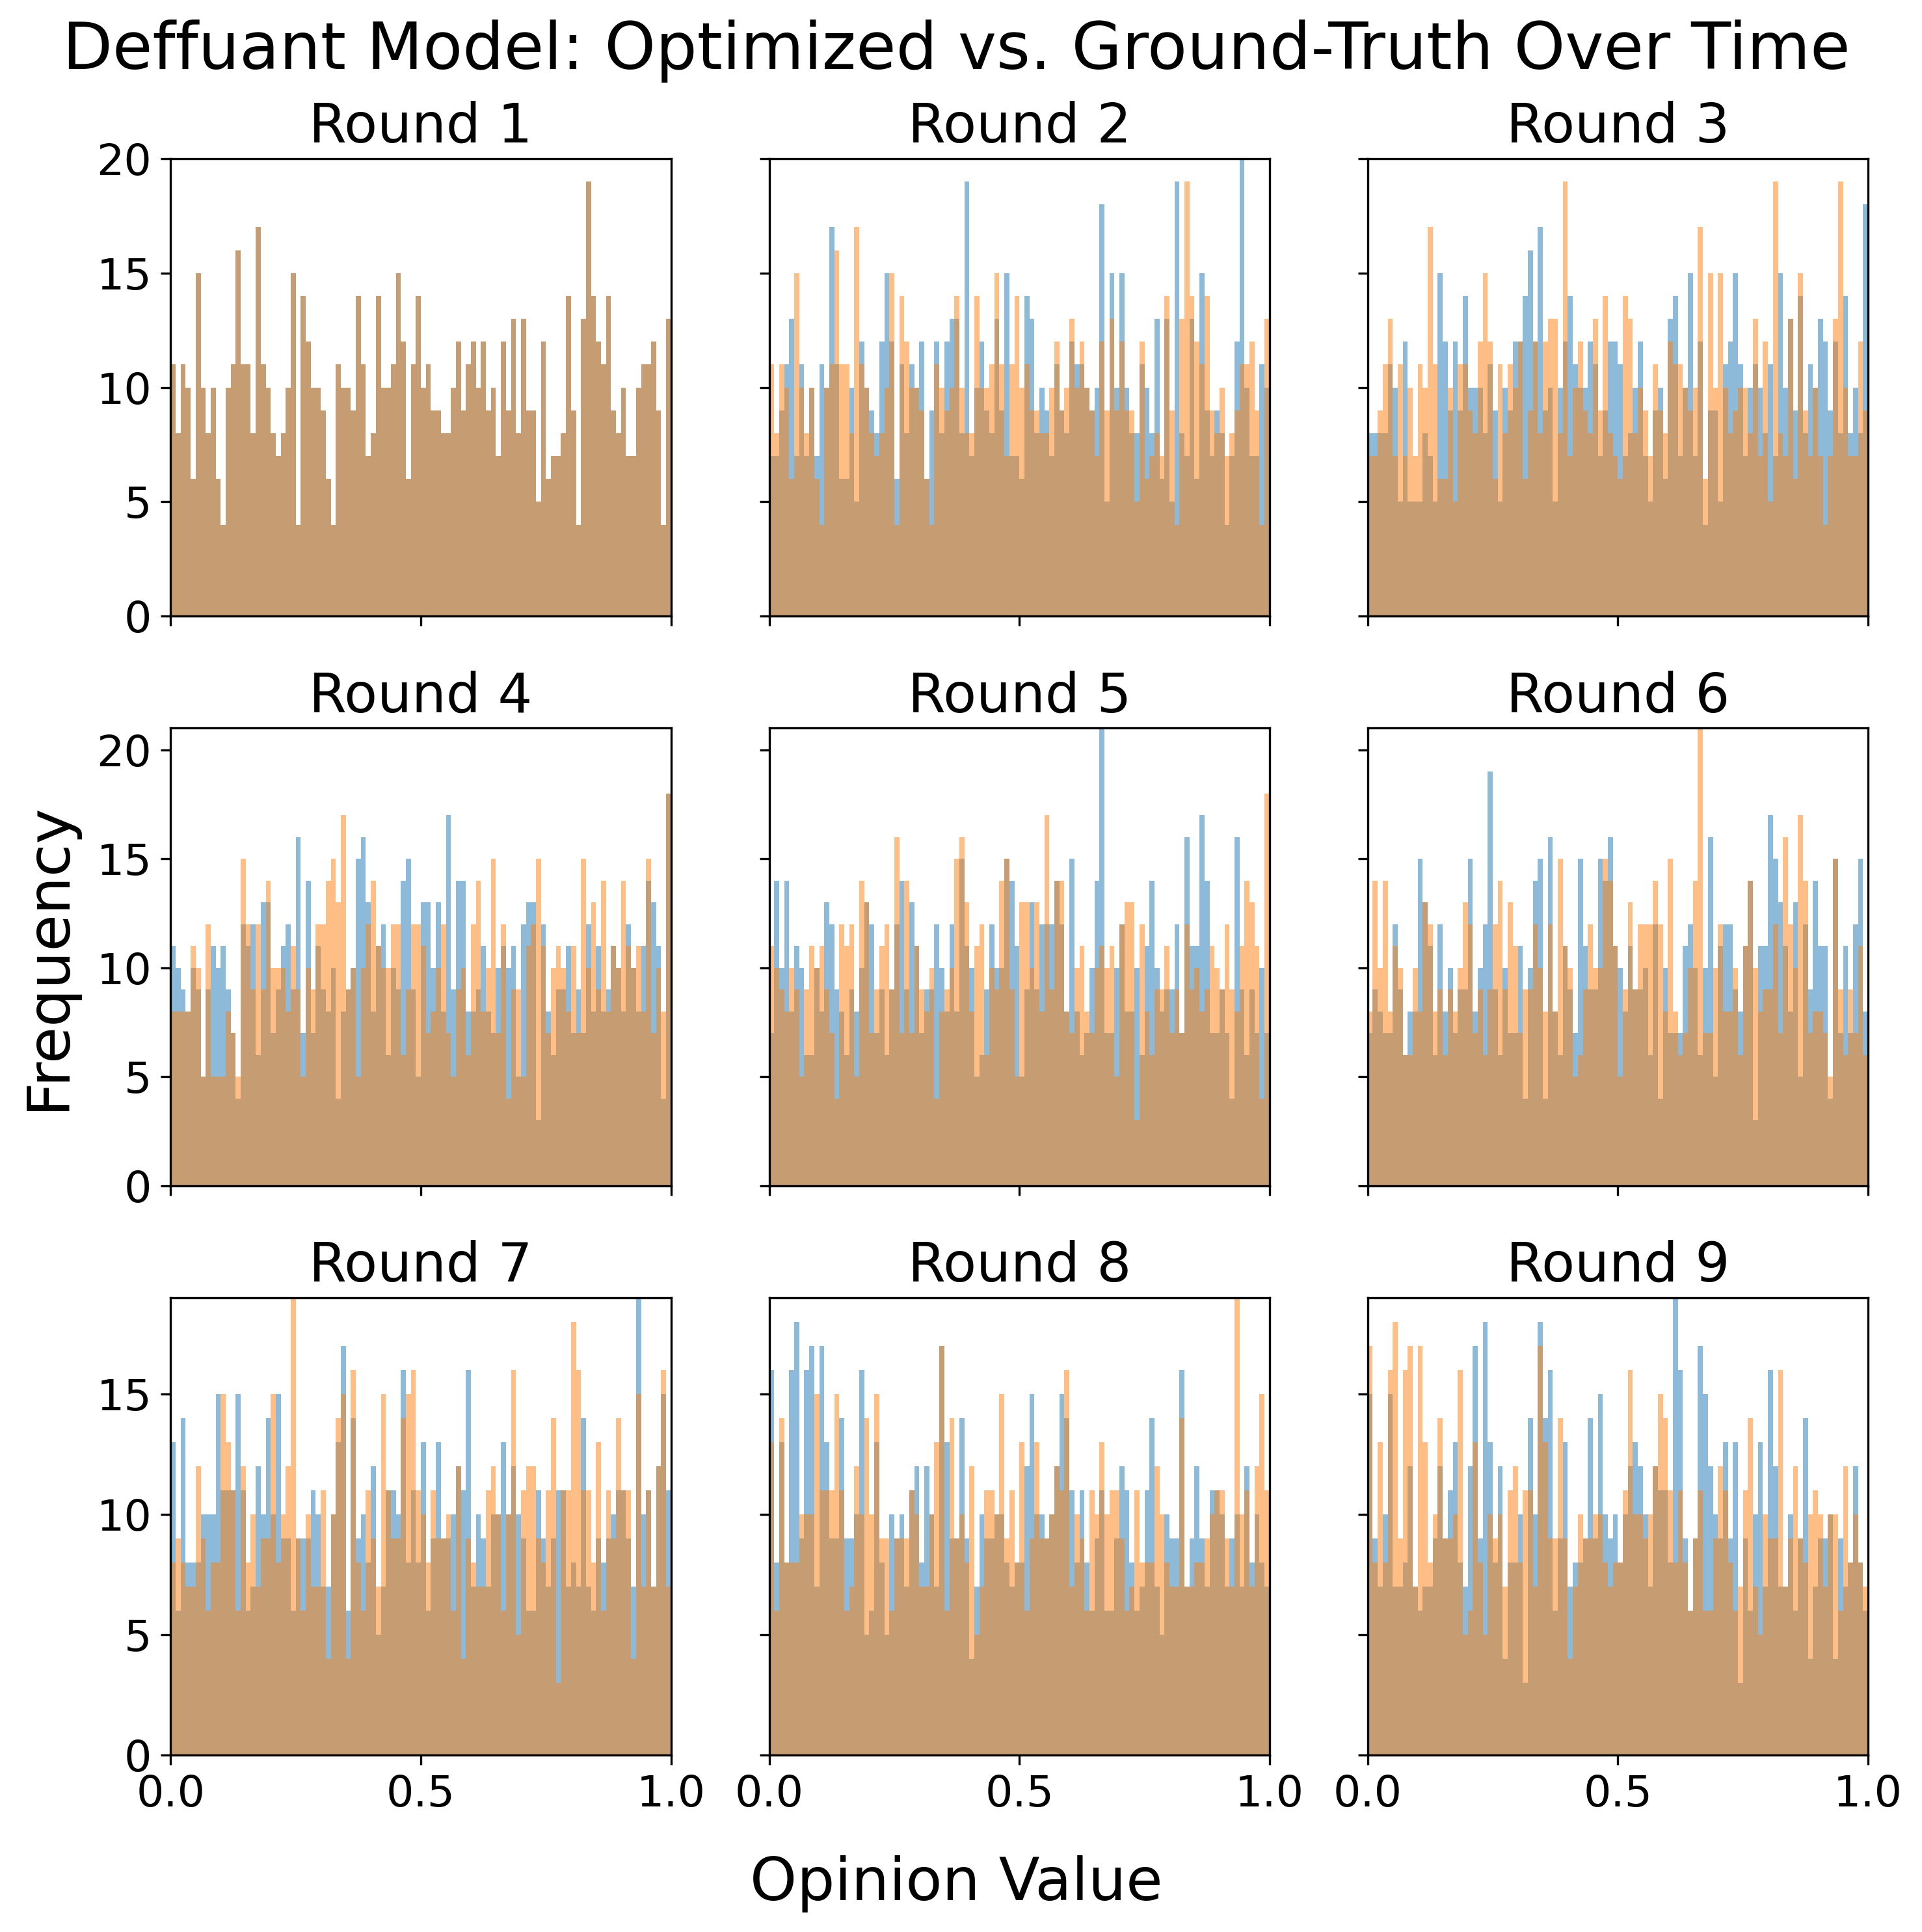 Deffuant Model: Optimized vs. Ground-Truth Over Time
Round 1
Round 2
Round 3
20
15
10
5
0
Round 4
Round 5
Round 6
20
15
10
5
0
Frequency
Round 7
Round 8
Round 9
15
10
5
0
0.0 0.5 1.0 0.0 0.5 1.0 0.0 0.5 1.0
Opinion Value